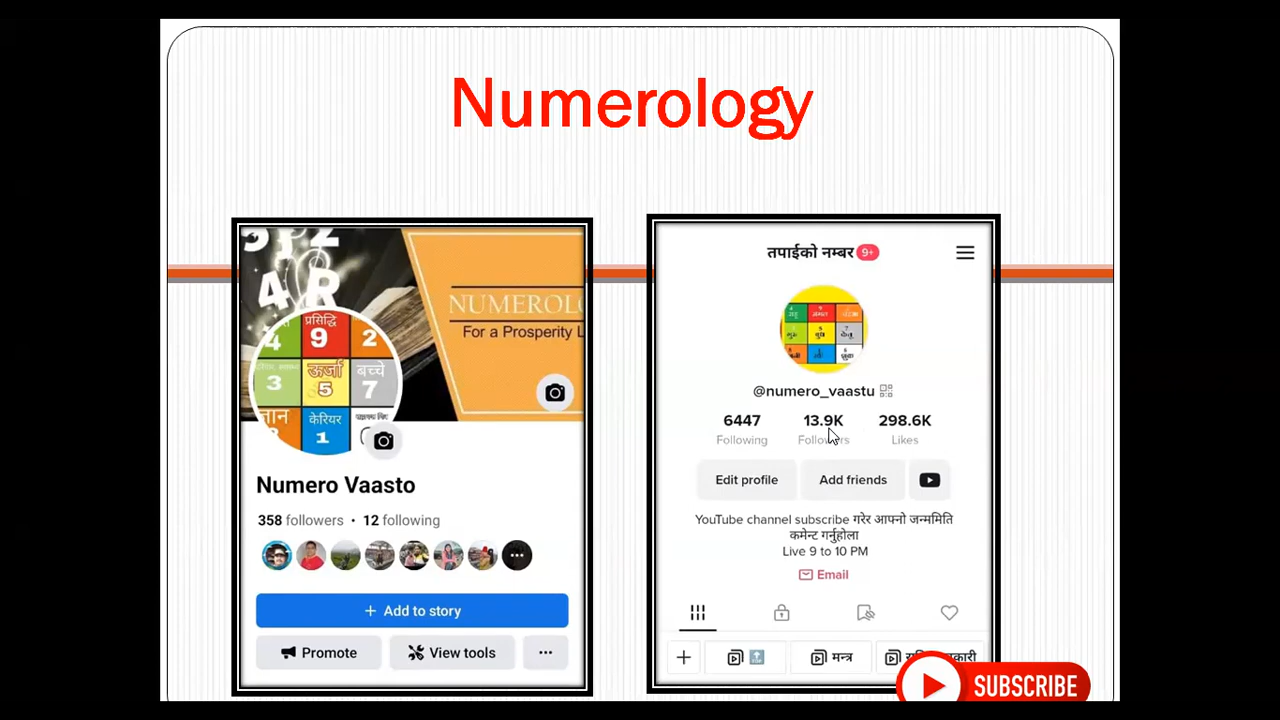 Numerology
NUMEROLO
For a Prosperity L
प्रसिद्धि
4 9 2
ऊर्जा बच्चे
3 5 7
ज्ञान केरियर
1
Numero Vaasto
358 followers • 12 following
+ Add to story
Promote View tools ...
तपाईको नम्बर 9+
@numero_vaastu
6447 13.9K 298.6K
Following Followers Likes
Edit profile Add friends
YouTube channel subscribe गरेर आफ्नो जन्ममिति
कमेन्ट गर्नुहोला
Live 9 to 10 PM
Email
मन्त्र
SUBSCRIBE